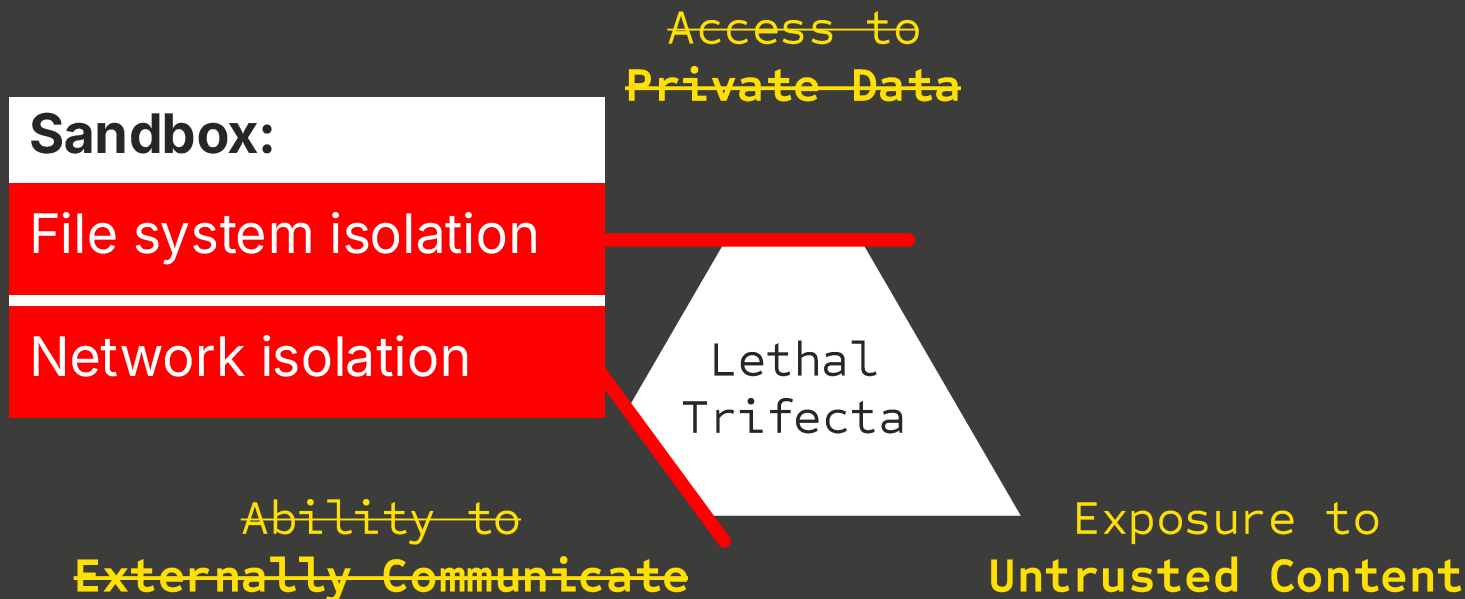 Access to
Private Data
Sandbox:
File system isolation
Network isolation
Lethal
Trifecta
Ability to
Externally Communicate
Exposure to
Untrusted Content